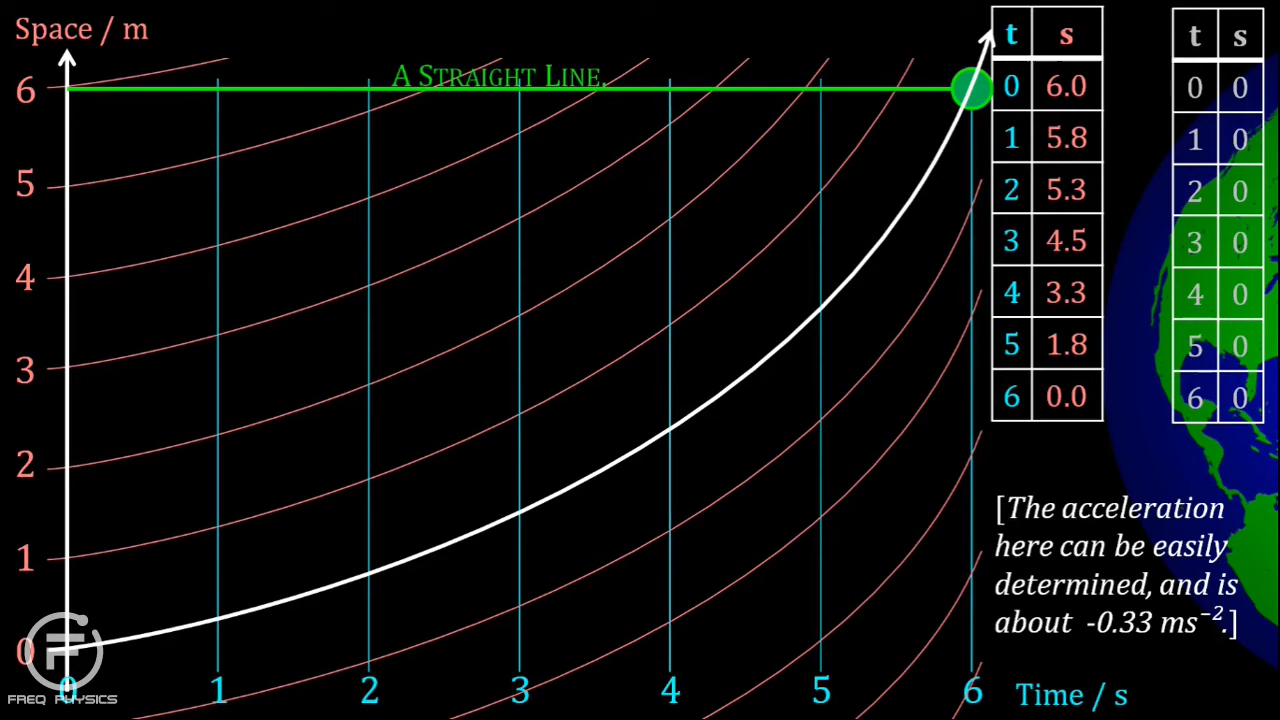 Space / m
A STRAIGHT LINE.
6
5
4
3
2
1
0
0 1 2 3 4 5 6 Time / s
t s
0 6.0
1 5.8
2 5.3
3 4.5
4 3.3
5 1.8
6 0.0
t s
0 0
1 0
2 0
3 0
4 0
5 0
6 0
[The acceleration
here can be easily
determined, and is
about -0.33 ms⁻².]
FREQ PHYSICS